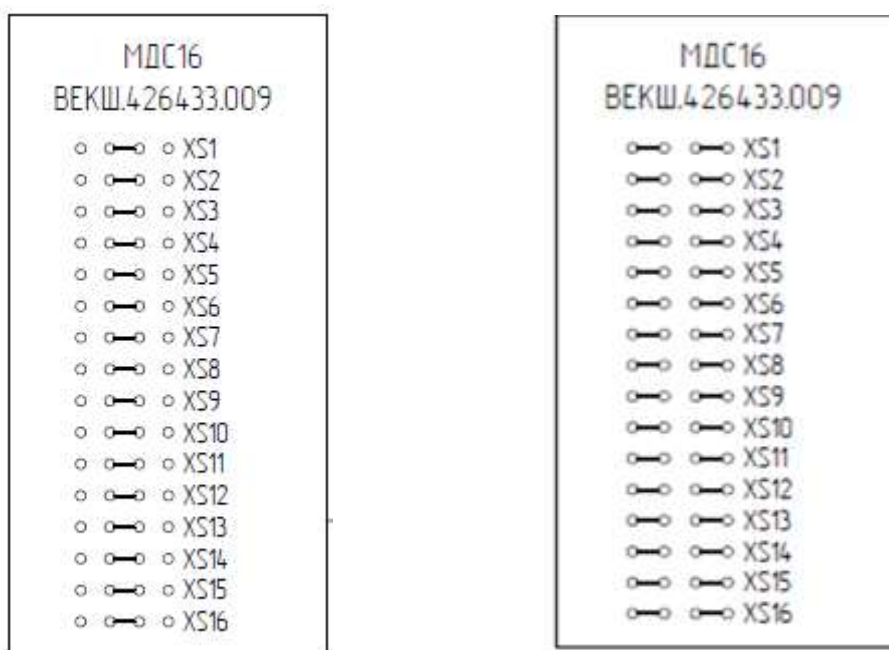 МДС16
ВЕКШ.426433.009
XS1
XS2
XS3
XS4
XS5
XS6
XS7
XS8
XS9
XS10
XS11
XS12
XS13
XS14
XS15
XS16
МДС16
ВЕКШ.426433.009
XS1
XS2
XS3
XS4
XS5
XS6
XS7
XS8
XS9
XS10
XS11
XS12
XS13
XS14
XS15
XS16